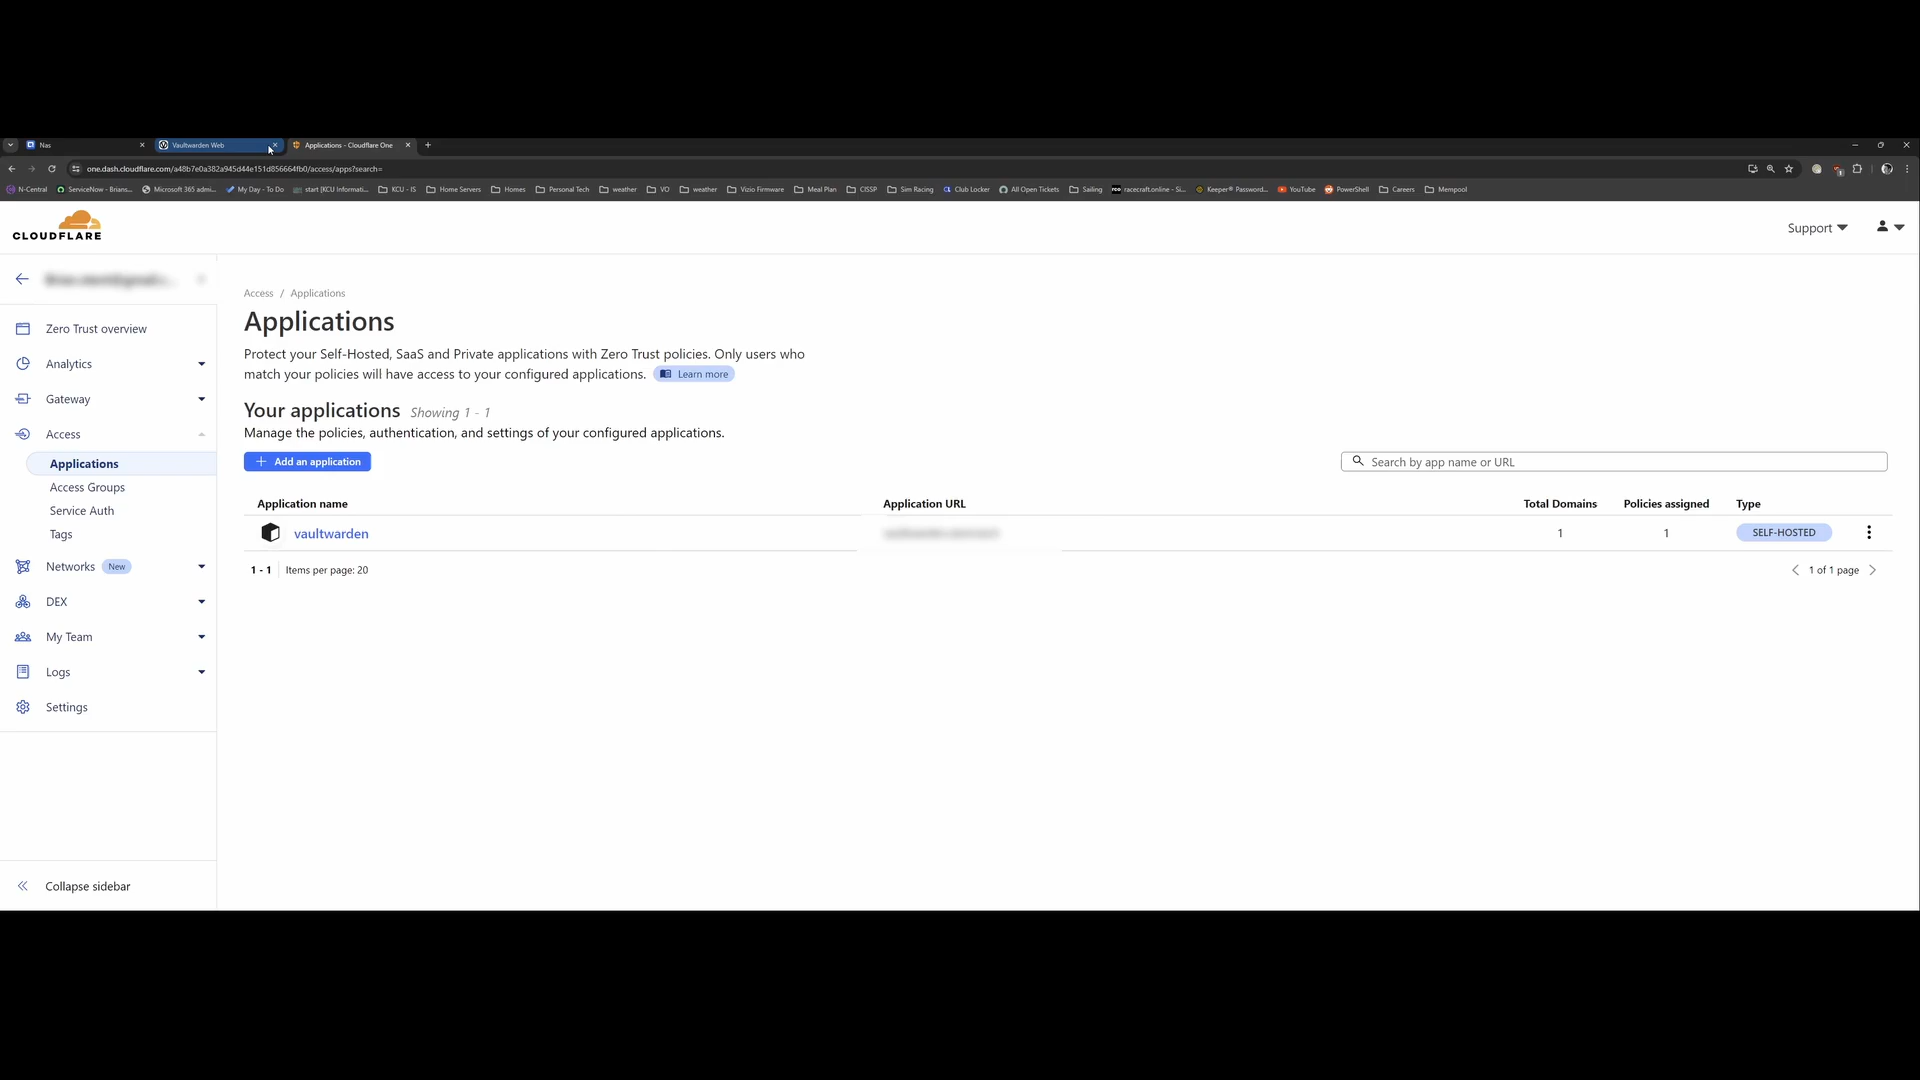 Nas
Vaultwarden Web
Applications - Cloudflare One
one.dash.cloudflare.com/a48b7e0a382a945d44e151d856664fb0/access/apps?search=
N-Central
ServiceNow - Brians...
Microsoft 365 admi...
My Day - To Do
start [KCU Informati...
KCU - IS
Home Servers
Homes
Personal Tech
weather
VO
weather
Vizio Firmware
Meal Plan
CISSP
Sim Racing
Club Locker
All Open Tickets
Sailing
racecraft.online - Si...
Keeper® Password...
YouTube
PowerShell
Careers
Mempool
CLOUDFLARE
Support
Zero Trust overview
Analytics
Gateway
Access
Applications
Access Groups
Service Auth
Tags
Networks New
DEX
My Team
Logs
Settings
Collapse sidebar
Access / Applications
Applications
Protect your Self-Hosted, SaaS and Private applications with Zero Trust policies. Only users who
match your policies will have access to your configured applications. Learn more
Your applications Showing 1 - 1
Manage the policies, authentication, and settings of your configured applications.
+ Add an application
Search by app name or URL
Application name Application URL Total Domains Policies assigned Type
vaultwarden 1 1 SELF-HOSTED
1 - 1 Items per page: 20
1 of 1 page